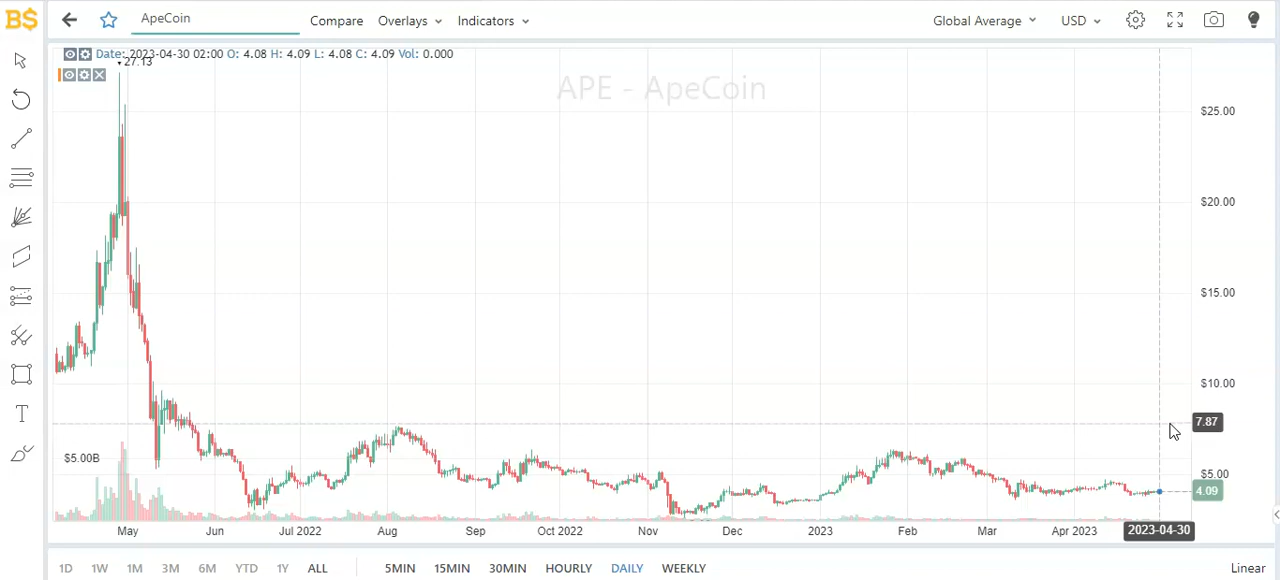 B$ ApeCoin Compare Overlays Indicators Global Average USD
Date: 2023-04-30 02:00 O: 4.08 H: 4.09 L: 4.08 C: 4.09 Vol: 0.000
27.13
APE - ApeCoin
$25.00
$20.00
$15.00
$10.00
7.87
T
$5.00B
$5.00
4.09
May Jun Jul 2022 Aug Sep Oct 2022 Nov Dec 2023 Feb Mar Apr 2023 2023-04-30
1D 1W 1M 3M 6M YTD 1Y ALL 5MIN 15MIN 30MIN HOURLY DAILY WEEKLY Linear